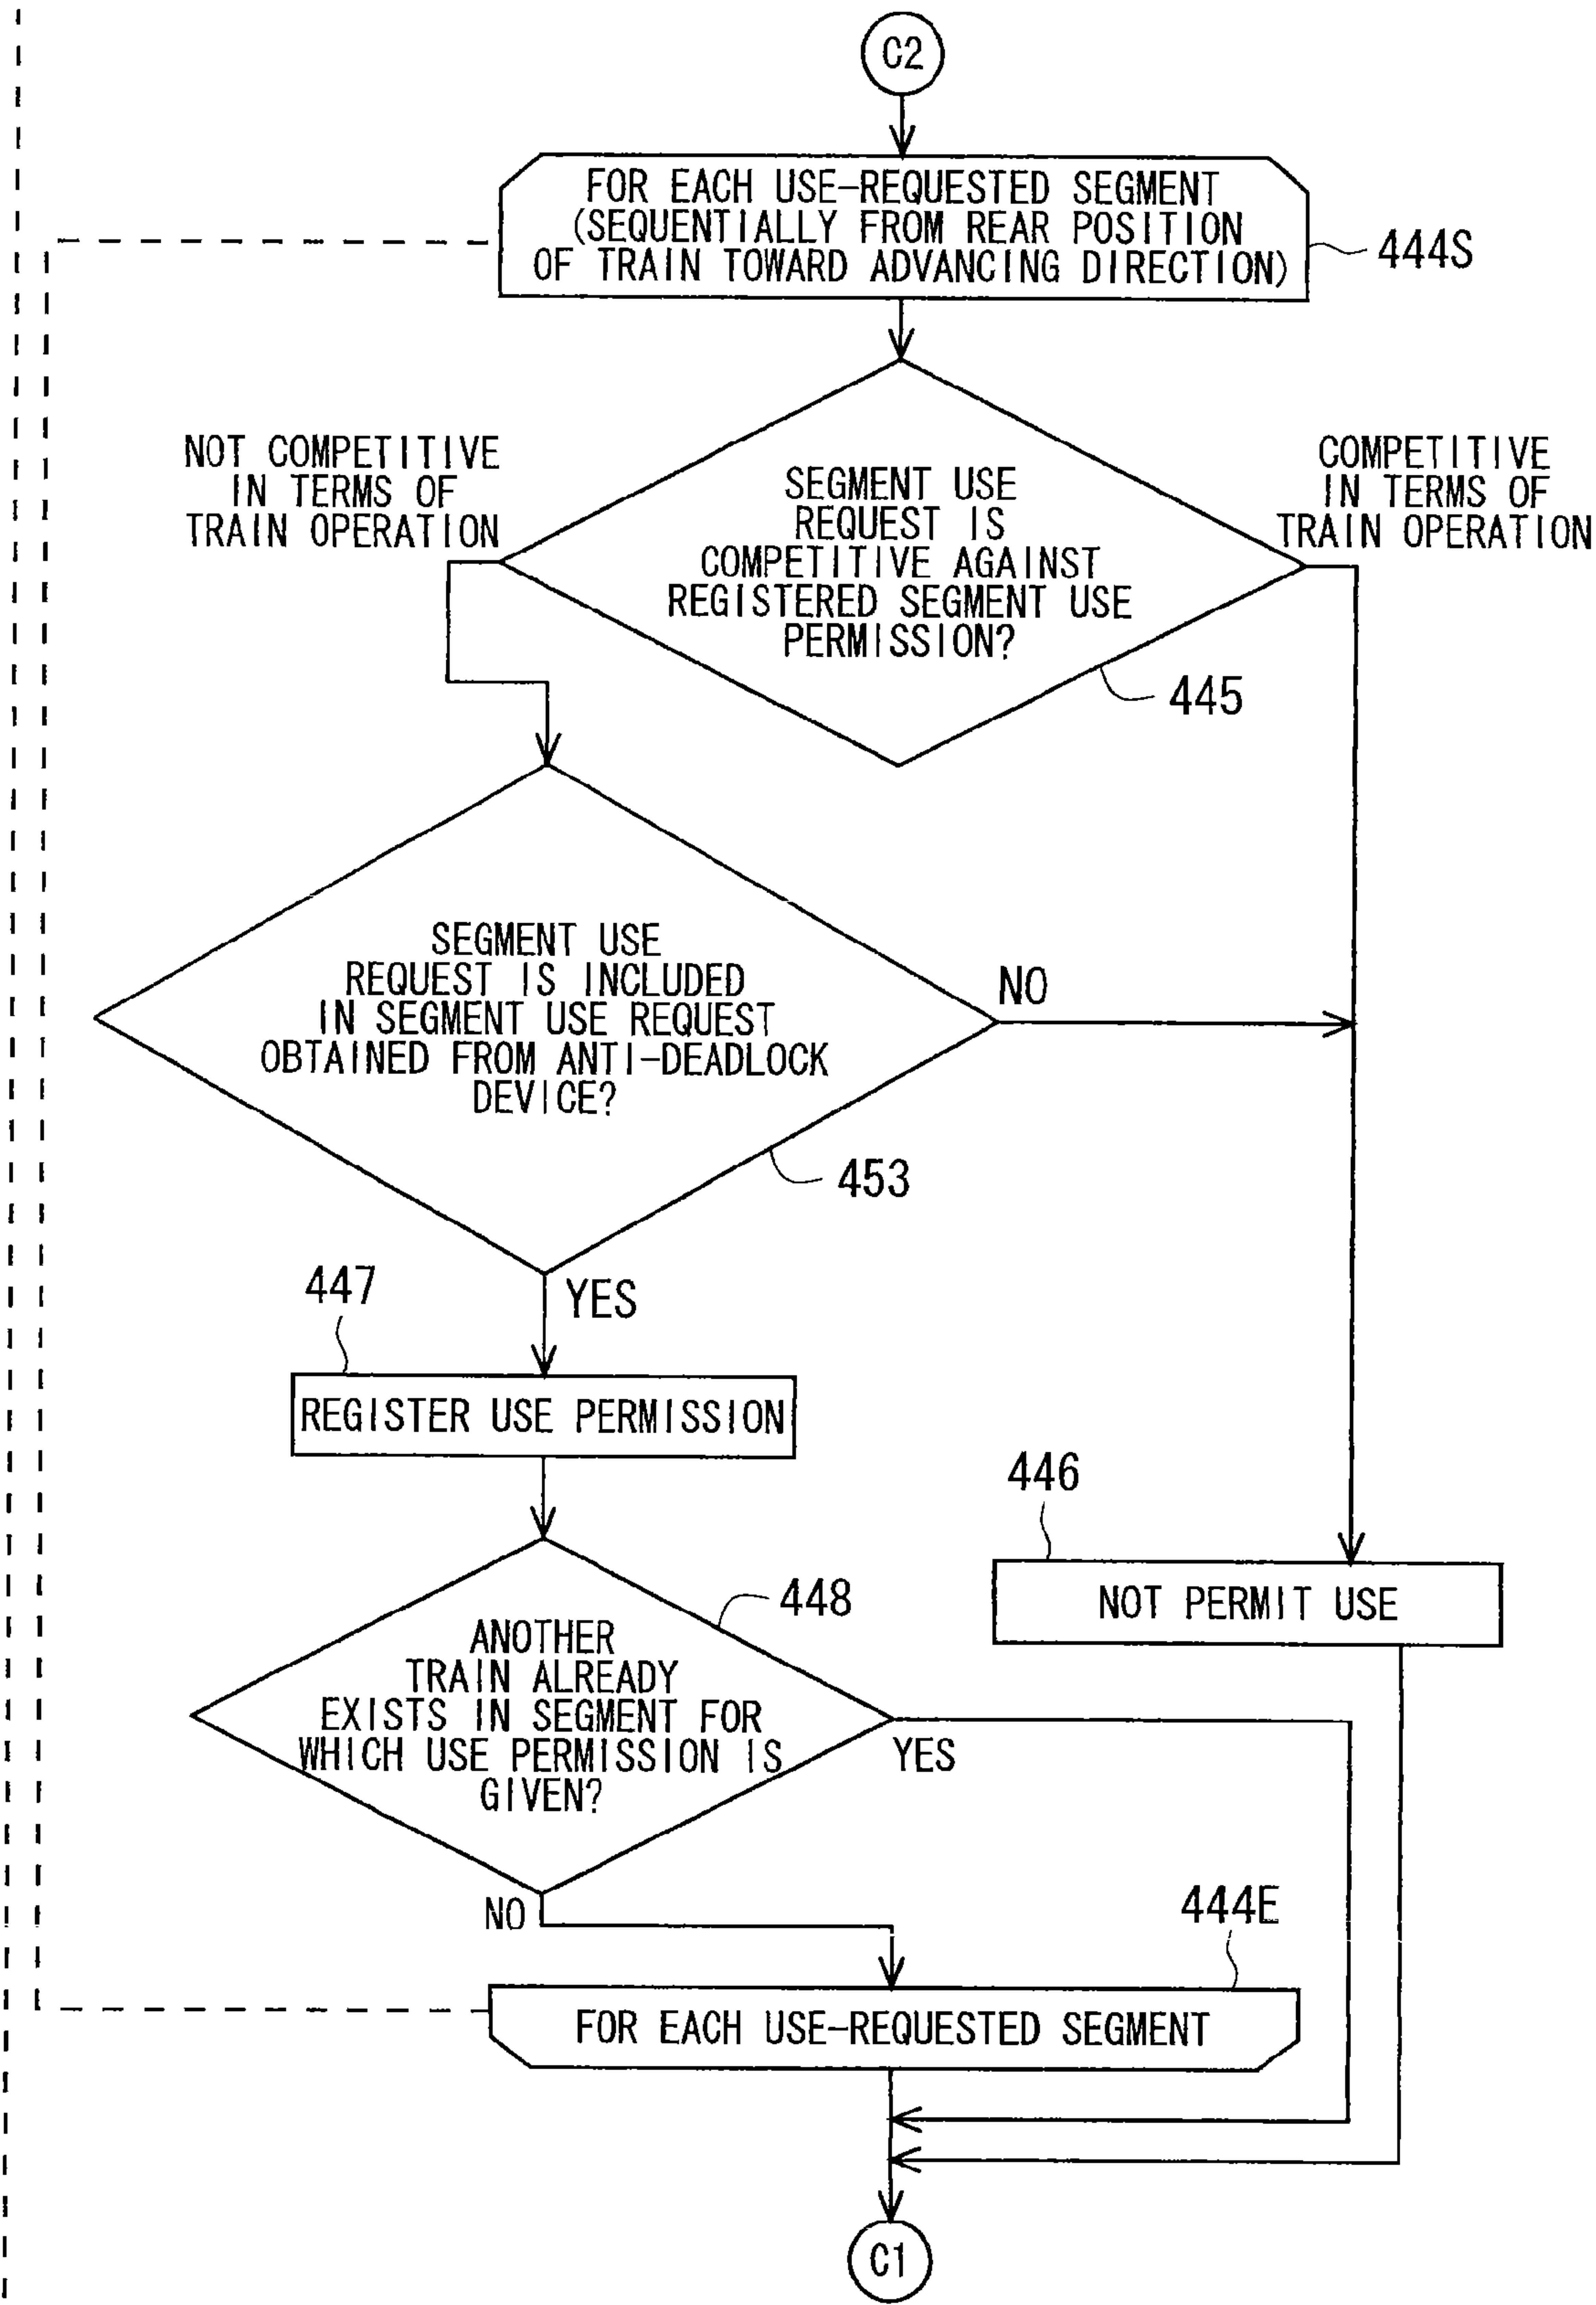 C2
FOR EACH USE-REQUESTED SEGMENT
(SEQUENTIALLY FROM REAR POSITION
OF TRAIN TOWARD ADVANCING DIRECTION)
444S
NOT COMPETITIVE
IN TERMS OF
TRAIN OPERATION
SEGMENT USE
REQUEST IS
COMPETITIVE AGAINST
REGISTERED SEGMENT USE
PERMISSION?
COMPETITIVE
IN TERMS OF
TRAIN OPERATION
445
SEGMENT USE
REQUEST IS INCLUDED
IN SEGMENT USE REQUEST
OBTAINED FROM ANTI-DEADLOCK
DEVICE?
NO
453
YES
447
REGISTER USE PERMISSION
446
NOT PERMIT USE
448
ANOTHER
TRAIN ALREADY
EXISTS IN SEGMENT FOR
WHICH USE PERMISSION IS
GIVEN?
YES
NO
444E
FOR EACH USE-REQUESTED SEGMENT
C1